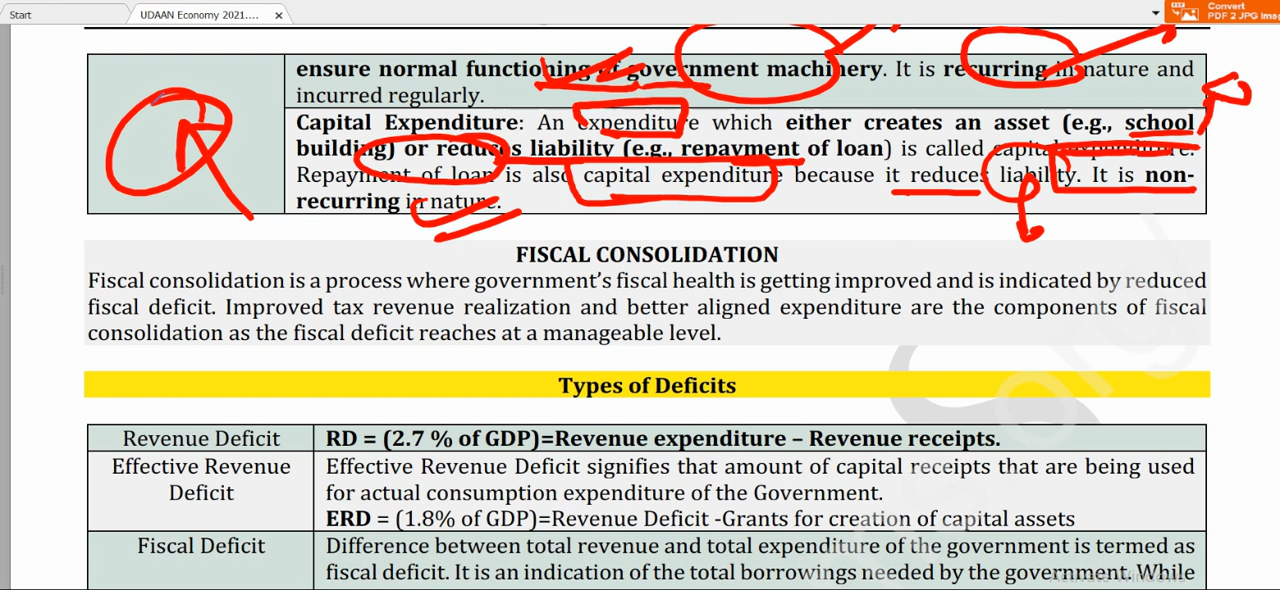 Start
UDAAN Economy 2021....
Convert
PDF 2 JPG Imag
ensure normal functioning of government machinery. It is recurring in nature and
incurred regularly.
Capital Expenditure: An expenditure which either creates an asset (e.g., school
building) or reduces liability (e.g., repayment of loan) is called capital expenditure.
Repayment of loan is also capital expenditure because it reduces liability. It is non-
recurring in nature.
FISCAL CONSOLIDATION
Fiscal consolidation is a process where government's fiscal health is getting improved and is indicated by reduced
fiscal deficit. Improved tax revenue realization and better aligned expenditure are the components of fiscal
consolidation as the fiscal deficit reaches at a manageable level.
Types of Deficits
Revenue Deficit
RD = (2.7 % of GDP)=Revenue expenditure – Revenue receipts.
Effective Revenue
Deficit
Effective Revenue Deficit signifies that amount of capital receipts that are being used
for actual consumption expenditure of the Government.
ERD = (1.8% of GDP)=Revenue Deficit -Grants for creation of capital assets
Fiscal Deficit
Difference between total revenue and total expenditure of the government is termed as
fiscal deficit. It is an indication of the total borrowings needed by the government. While
Activate Windows